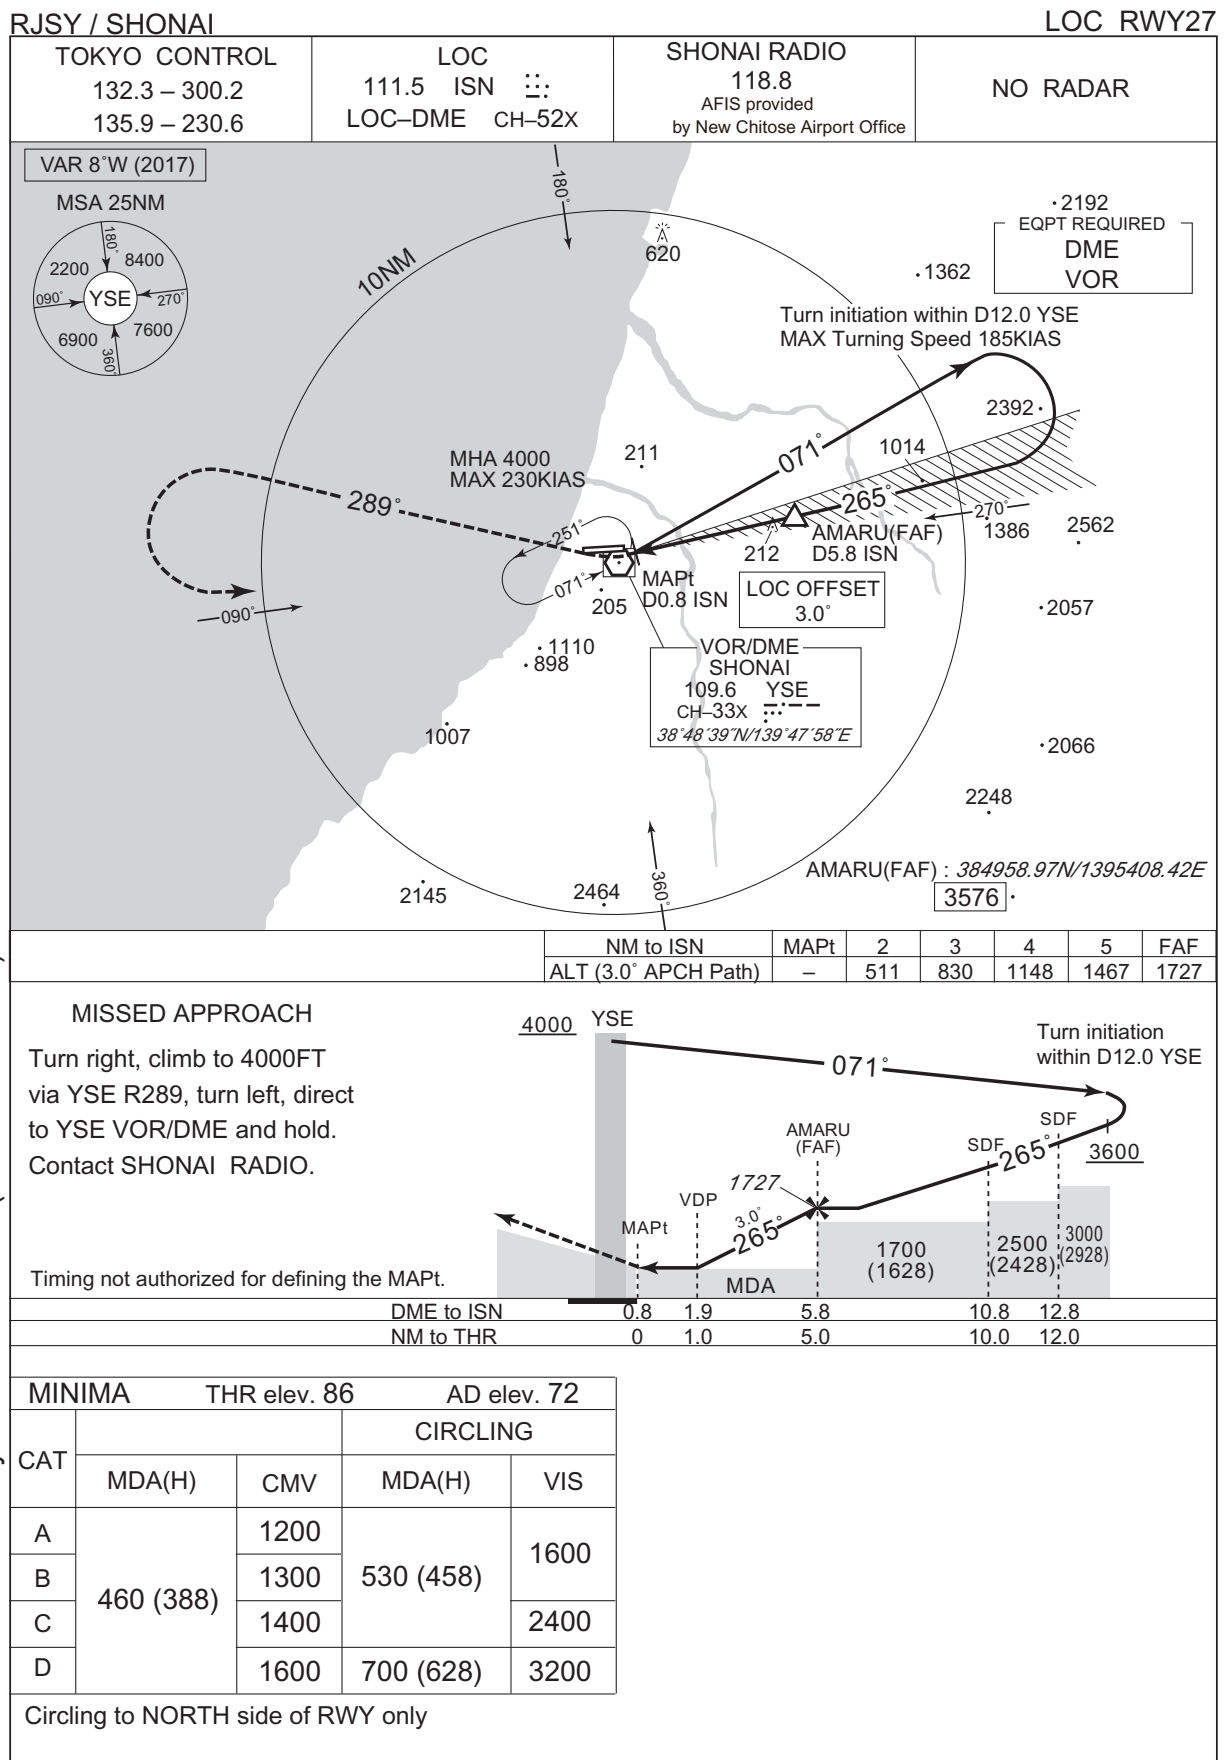 RJSY / SHONAI
LOC RWY27
TOKYO CONTROL
132.3 – 300.2
135.9 – 230.6
LOC
111.5 ISN
LOC–DME CH–52X
SHONAI RADIO
118.8
AFIS provided
by New Chitose Airport Office
NO RADAR
VAR 8°W (2017)
MSA 25NM
180°
2200
8400
090°
YSE
270°
6900
7600
360°
180°
10NM
620
2192
EQPT REQUIRED
DME
VOR
1362
Turn initiation within D12.0 YSE
MAX Turning Speed 185KIAS
2392
071°
1014
211
MHA 4000
MAX 230KIAS
289°
265°
270°
1386
2562
251°
AMARU(FAF)
D5.8 ISN
212
071°
MAPt
D0.8 ISN
LOC OFFSET
3.0°
205
090°
2057
1110
898
VOR/DME
SHONAI
109.6 YSE
CH–33X
38°48´39˝N/139°47´58˝E
1007
2066
2248
AMARU(FAF) : 384958.97N/1395408.42E
3576
2145
2464
360°
NM to ISN MAPt 2 3 4 5 FAF
ALT (3.0° APCH Path) – 511 830 1148 1467 1727
MISSED APPROACH
Turn right, climb to 4000FT
via YSE R289, turn left, direct
to YSE VOR/DME and hold.
Contact SHONAI RADIO.
Timing not authorized for defining the MAPt.
4000
YSE
071°
Turn initiation
within D12.0 YSE
SDF
AMARU
(FAF)
SDF
265°
3600
1727
VDP
3.0°
265°
MAPt
1700
(1628)
2500
(2428)
3000
(2928)
MDA
DME to ISN 0.8 1.9 5.8 10.8 12.8
NM to THR 0 1.0 5.0 10.0 12.0
MINIMA THR elev. 86 AD elev. 72
CAT
CIRCLING
MDA(H) CMV MDA(H) VIS
A 1200
B 1300
C 1400
D 1600
460 (388)
530 (458)
700 (628)
1600
2400
3200
Circling to NORTH side of RWY only